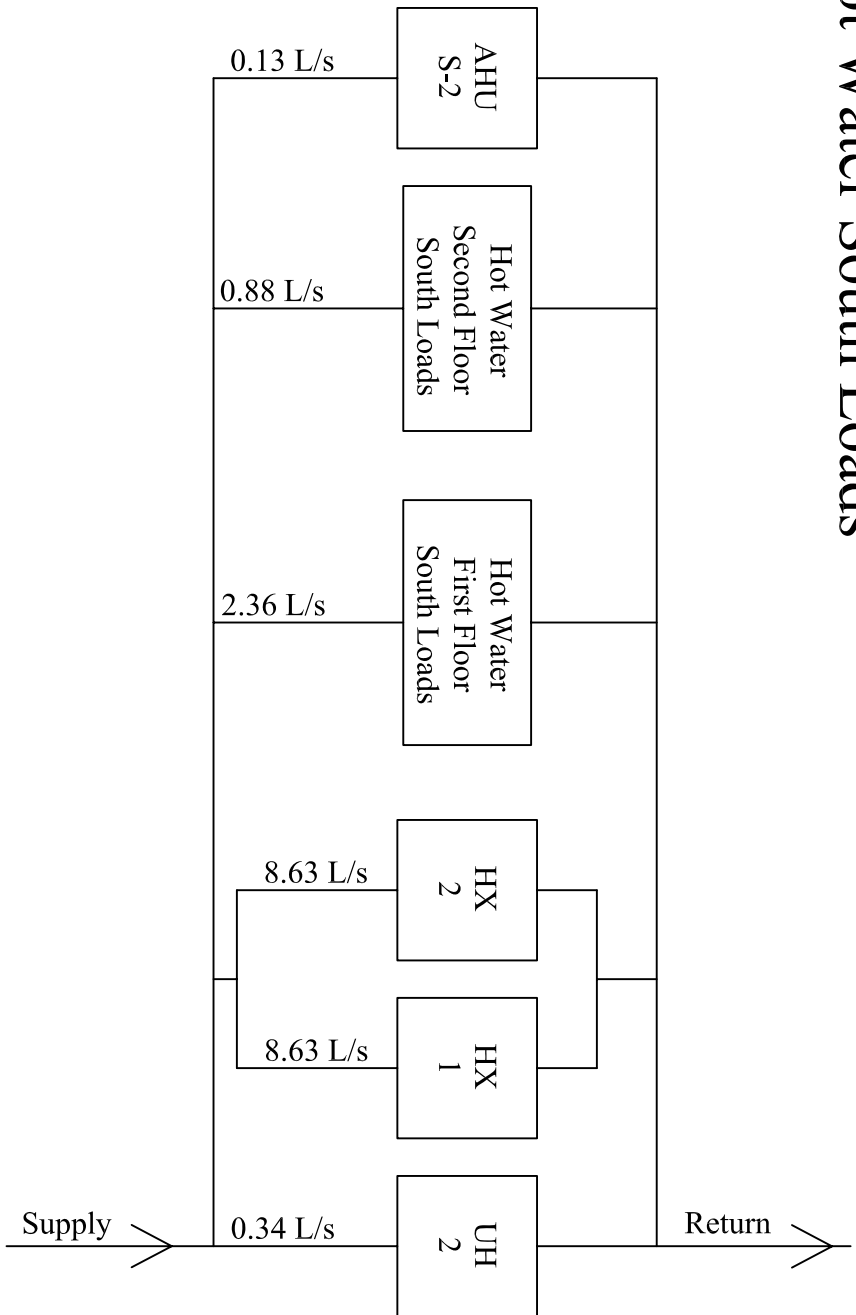 Water South Loads
0.13 L/s
AHU
S-2
0.88 L/s
Hot Water
Second Floor
South Loads
2.36 L/s
Hot Water
First Floor
South Loads
8.63 L/s
HX
2
8.63 L/s
HX
1
Supply
0.34 L/s
UH
2
Return